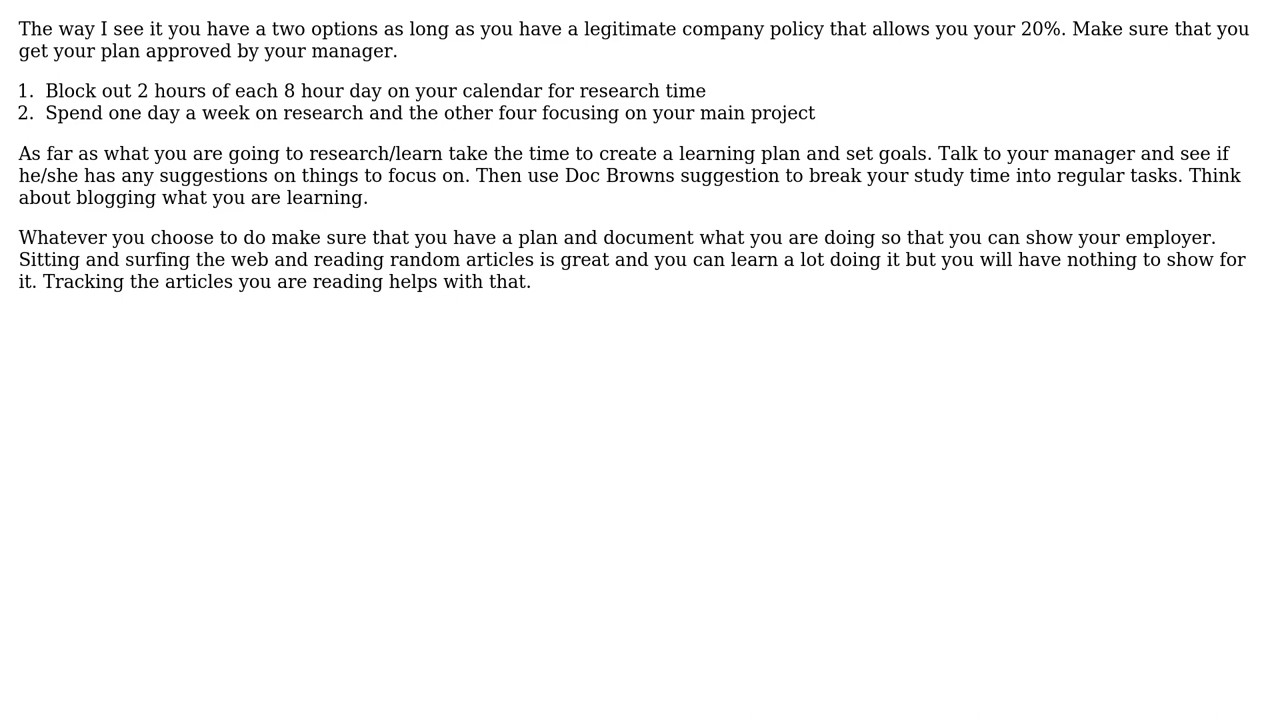 The way I see it you have a two options as long as you have a legitimate company policy that allows you your 20%. Make sure that you
get your plan approved by your manager.
1. Block out 2 hours of each 8 hour day on your calendar for research time
2. Spend one day a week on research and the other four focusing on your main project
As far as what you are going to research/learn take the time to create a learning plan and set goals. Talk to your manager and see if
he/she has any suggestions on things to focus on. Then use Doc Browns suggestion to break your study time into regular tasks. Think
about blogging what you are learning.
Whatever you choose to do make sure that you have a plan and document what you are doing so that you can show your employer.
Sitting and surfing the web and reading random articles is great and you can learn a lot doing it but you will have nothing to show for
it. Tracking the articles you are reading helps with that.